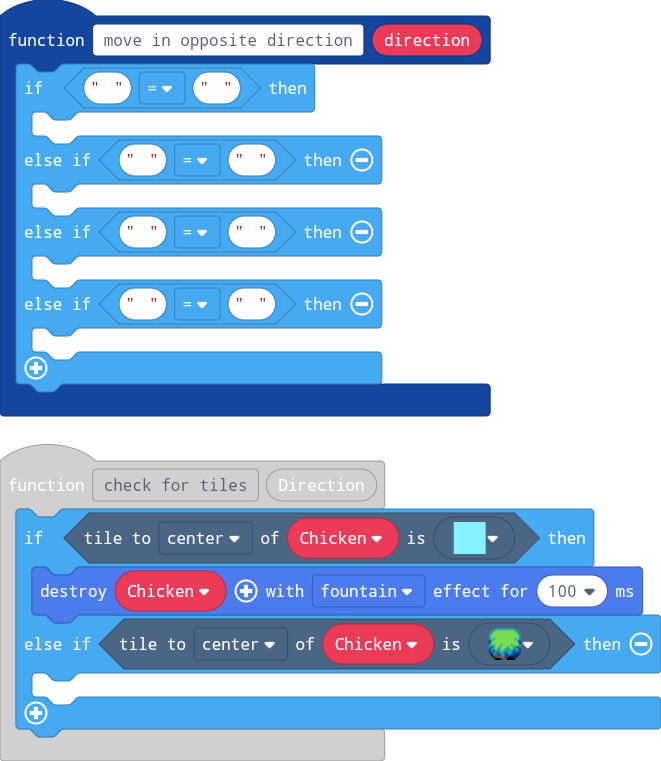 function move in opposite direction direction
if " " = " " then
else if " " = " " then
else if " " = " " then
else if " " = " " then
function check for tiles Direction
if tile to center of Chicken is then
destroy Chicken with fountain effect for 100 ms
else if tile to center of Chicken is then